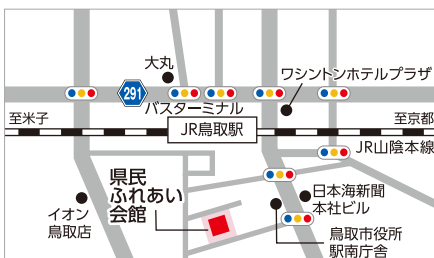 大丸
ワシントンホテルプラザ
291
バスターミナル
至米子
至京都
JR鳥取駅
JR山陰本線
県民
ふれあい
会館
日本海新聞
本社ビル
イオン
鳥取店
鳥取市役所
駅南庁舎